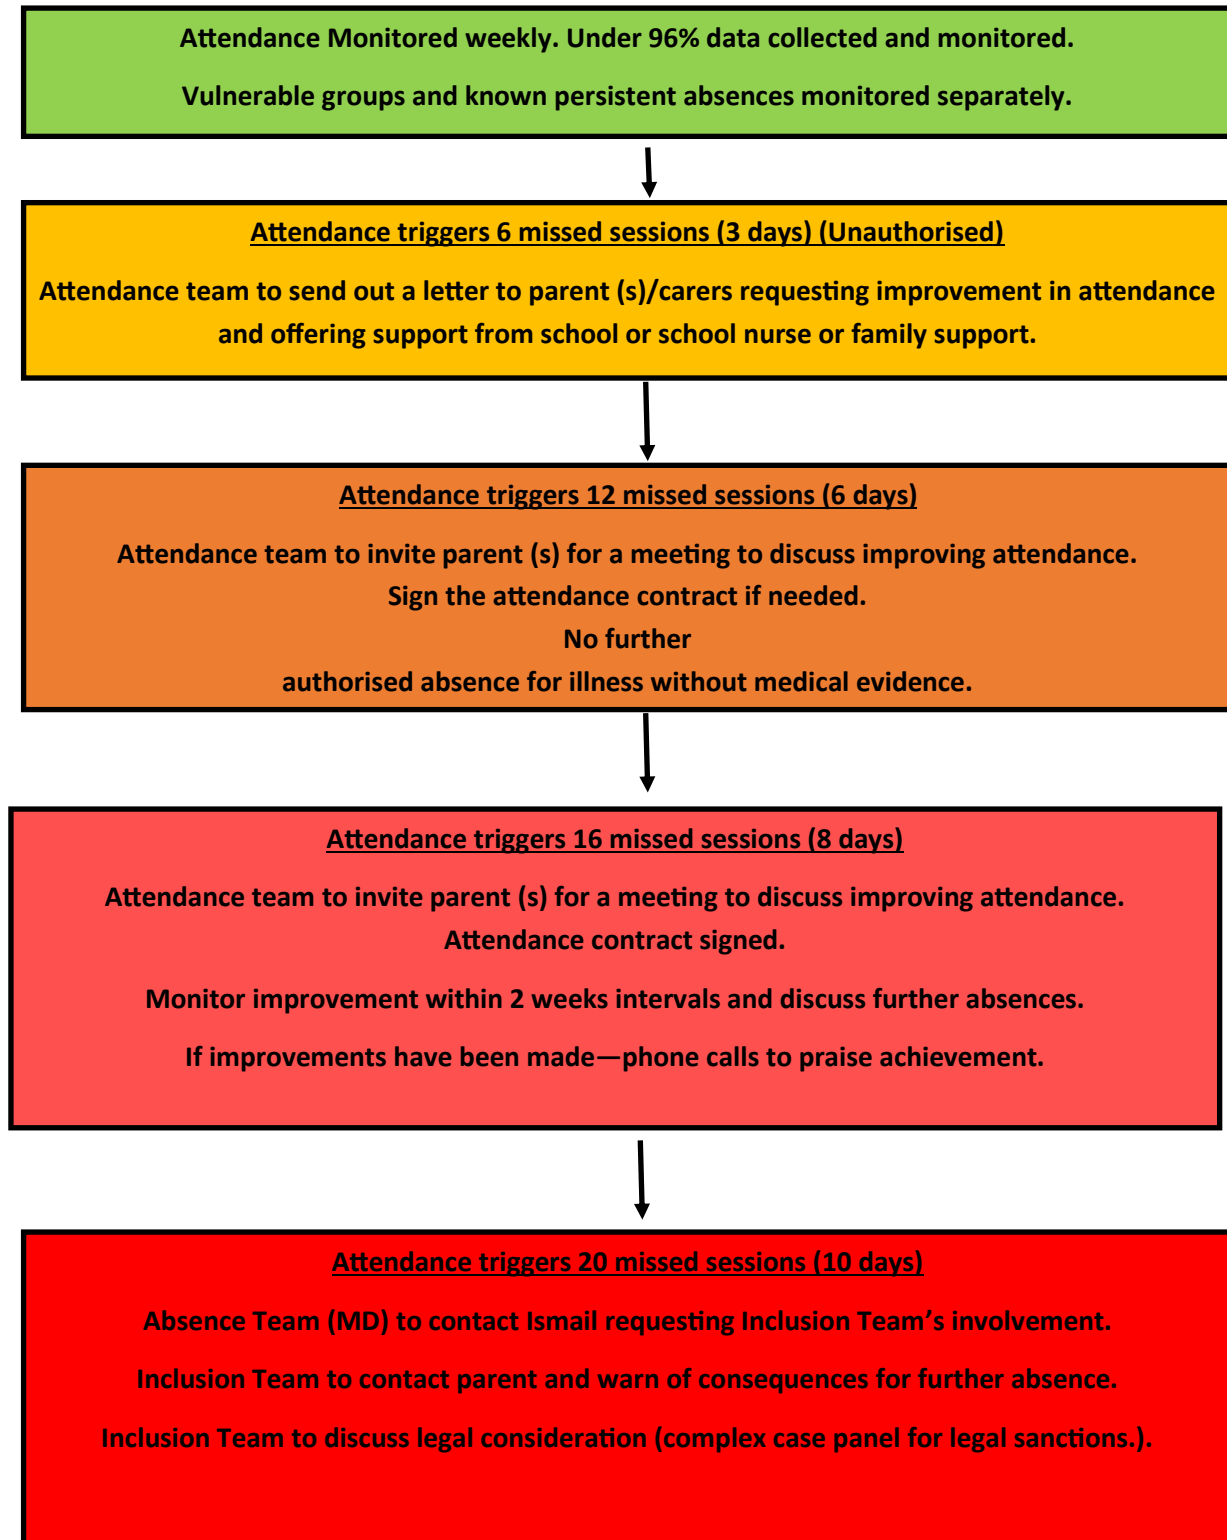 Attendance Monitored weekly. Under 96% data collected and monitored.
Vulnerable groups and known persistent absences monitored separately.
Attendance triggers 6 missed sessions (3 days) (Unauthorised)
Attendance team to send out a letter to parent (s)/carers requesting improvement in attendance
and offering support from school or school nurse or family support.
Attendance triggers 12 missed sessions (6 days)
Attendance team to invite parent (s) for a meeting to discuss improving attendance.
Sign the attendance contract if needed.
No further
authorised absence for illness without medical evidence.
Attendance triggers 16 missed sessions (8 days)
Attendance team to invite parent (s) for a meeting to discuss improving attendance.
Attendance contract signed.
Monitor improvement within 2 weeks intervals and discuss further absences.
If improvements have been made—phone calls to praise achievement.
Attendance triggers 20 missed sessions (10 days)
Absence Team (MD) to contact Ismail requesting Inclusion Team’s involvement.
Inclusion Team to contact parent and warn of consequences for further absence.
Inclusion Team to discuss legal consideration (complex case panel for legal sanctions.).